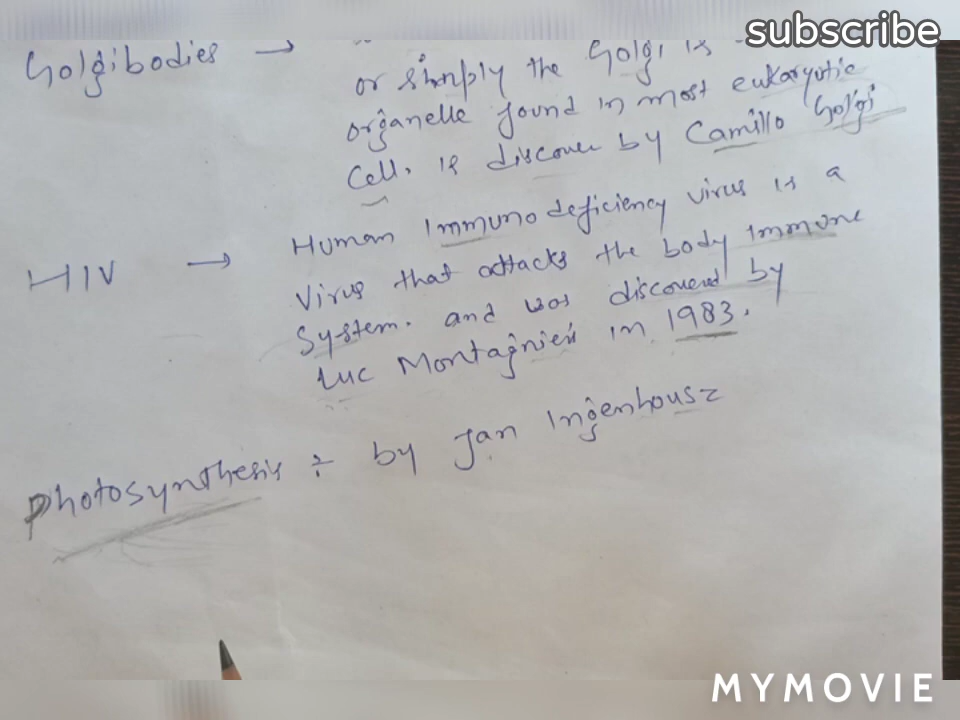 subscribe
Golgibodies → or simply the Golgi is
organelle found in most eukaryotic
Cell. is discover by Camillo Golgi
HIV → Human Immuno deficiency virus is a
Virus that attacks the body Immune
System. and was discovered by
Luc Montagnier in 1983.
Photosynthesis ÷ by Jan Ingenhousz
MYMOVIE